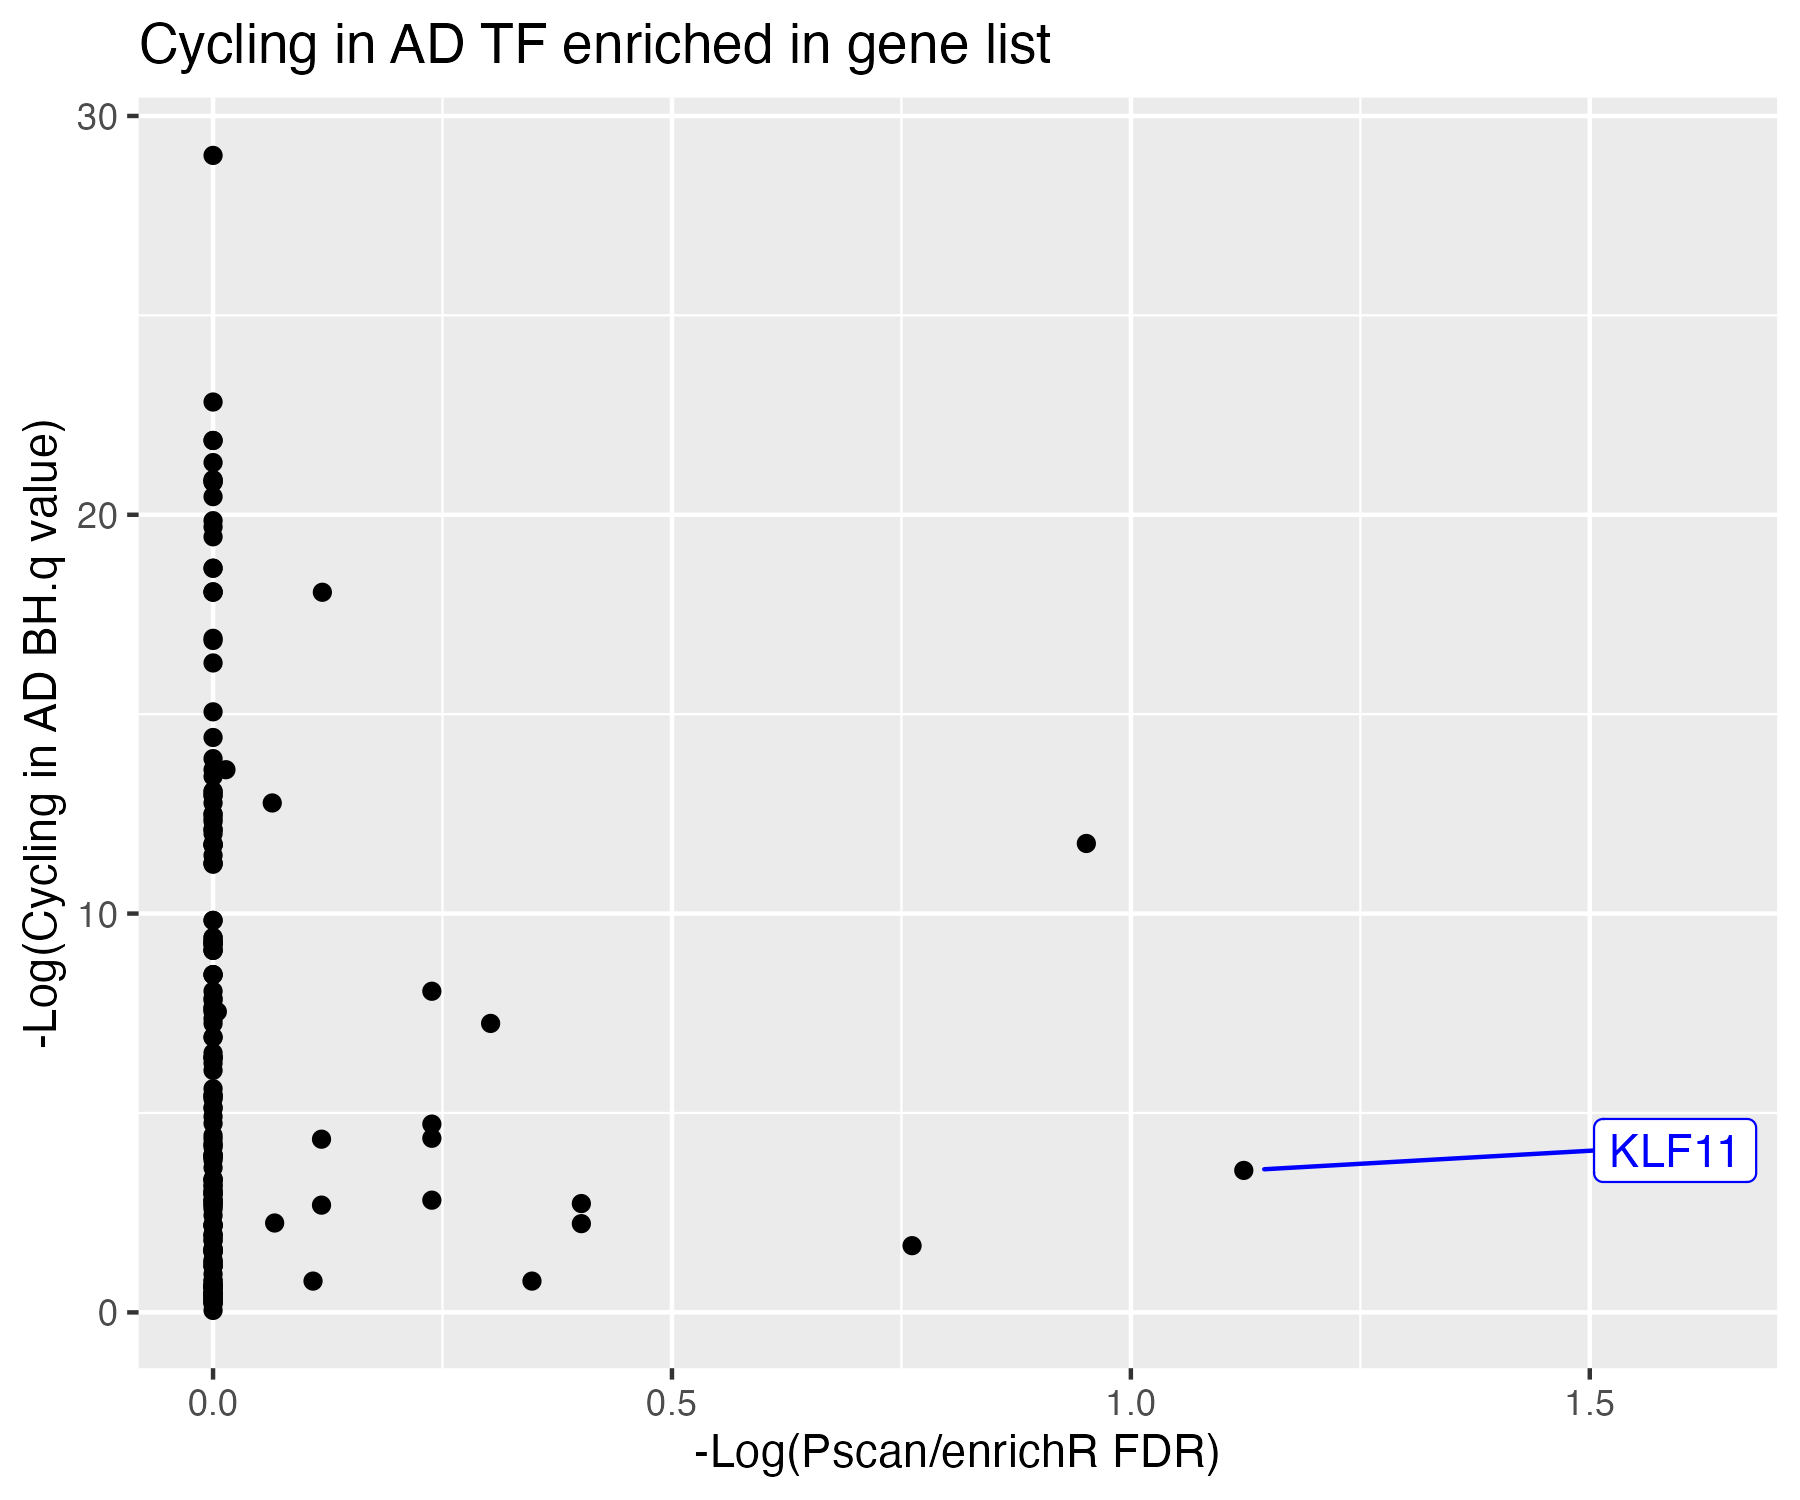 Cycling in AD TF enriched in gene list
-Log(Cycling in AD BH.q value)
30
20
10
0
KLF11
0.0 0.5 1.0 1.5
-Log(Pscan/enrichR FDR)